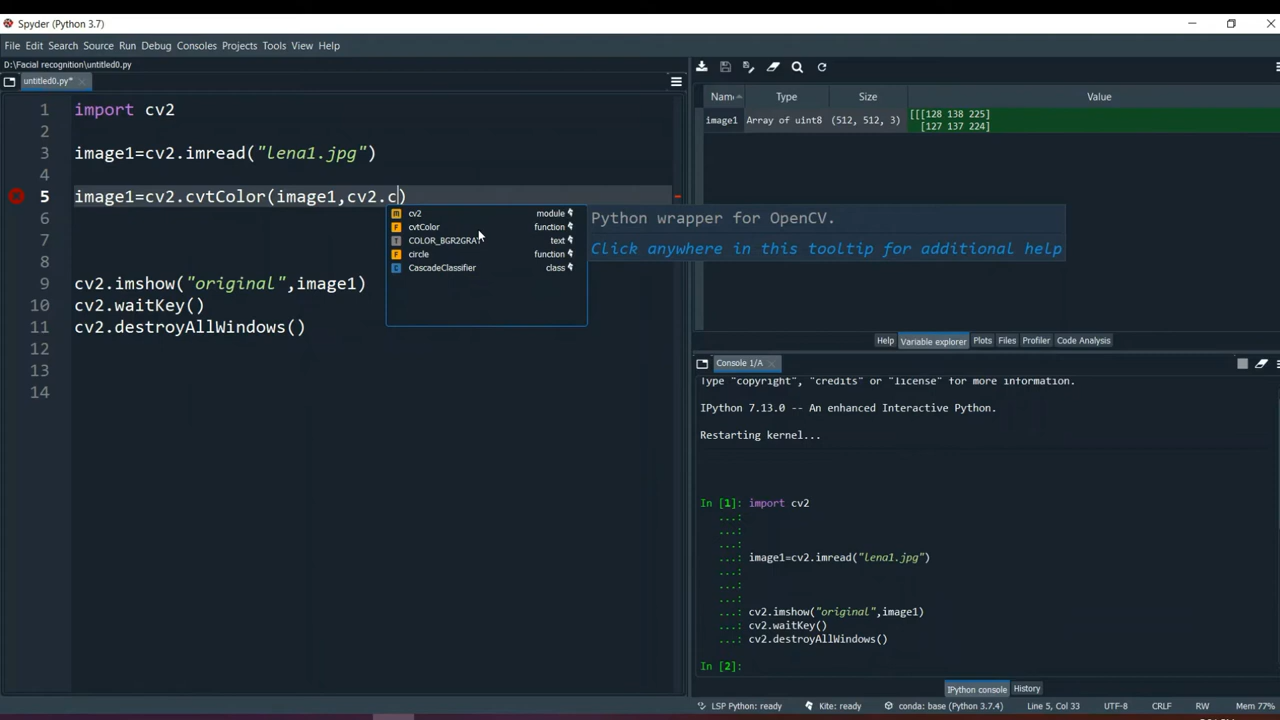 Spyder (Python 3.7)
File Edit Search Source Run Debug Consoles Projects Tools View Help
D:\Facial recognition\untitled0.py
untitled0.py*
1 import cv2
2
3 image1=cv2.imread("lena1.jpg")
4
5 image1=cv2.cvtColor(image1,cv2.c)
6
7
8
9 cv2.imshow("original",image1)
10 cv2.waitKey()
11 cv2.destroyAllWindows()
12
13
14
cv2 module
cvtColor function
COLOR_BGR2GRAY text
circle function
CascadeClassifier class
Python wrapper for OpenCV.
Click anywhere in this tooltip for additional help
Nam Type Size Value
image1 Array of uint8 (512, 512, 3) [[[128 138 225]
[127 137 224]
Help Variable explorer Plots Files Profiler Code Analysis
Console 1/A
Type "copyright", "credits" or "license" for more information.
IPython 7.13.0 -- An enhanced Interactive Python.
Restarting kernel...
In [1]: import cv2
...:
...:
...:
...: image1=cv2.imread("lena1.jpg")
...:
...:
...:
...: cv2.imshow("original",image1)
...: cv2.waitKey()
...: cv2.destroyAllWindows()
In [2]:
IPython console History
LSP Python: ready Kite: ready conda: base (Python 3.7.4) Line 5, Col 33 UTF-8 CRLF RW Mem 77%